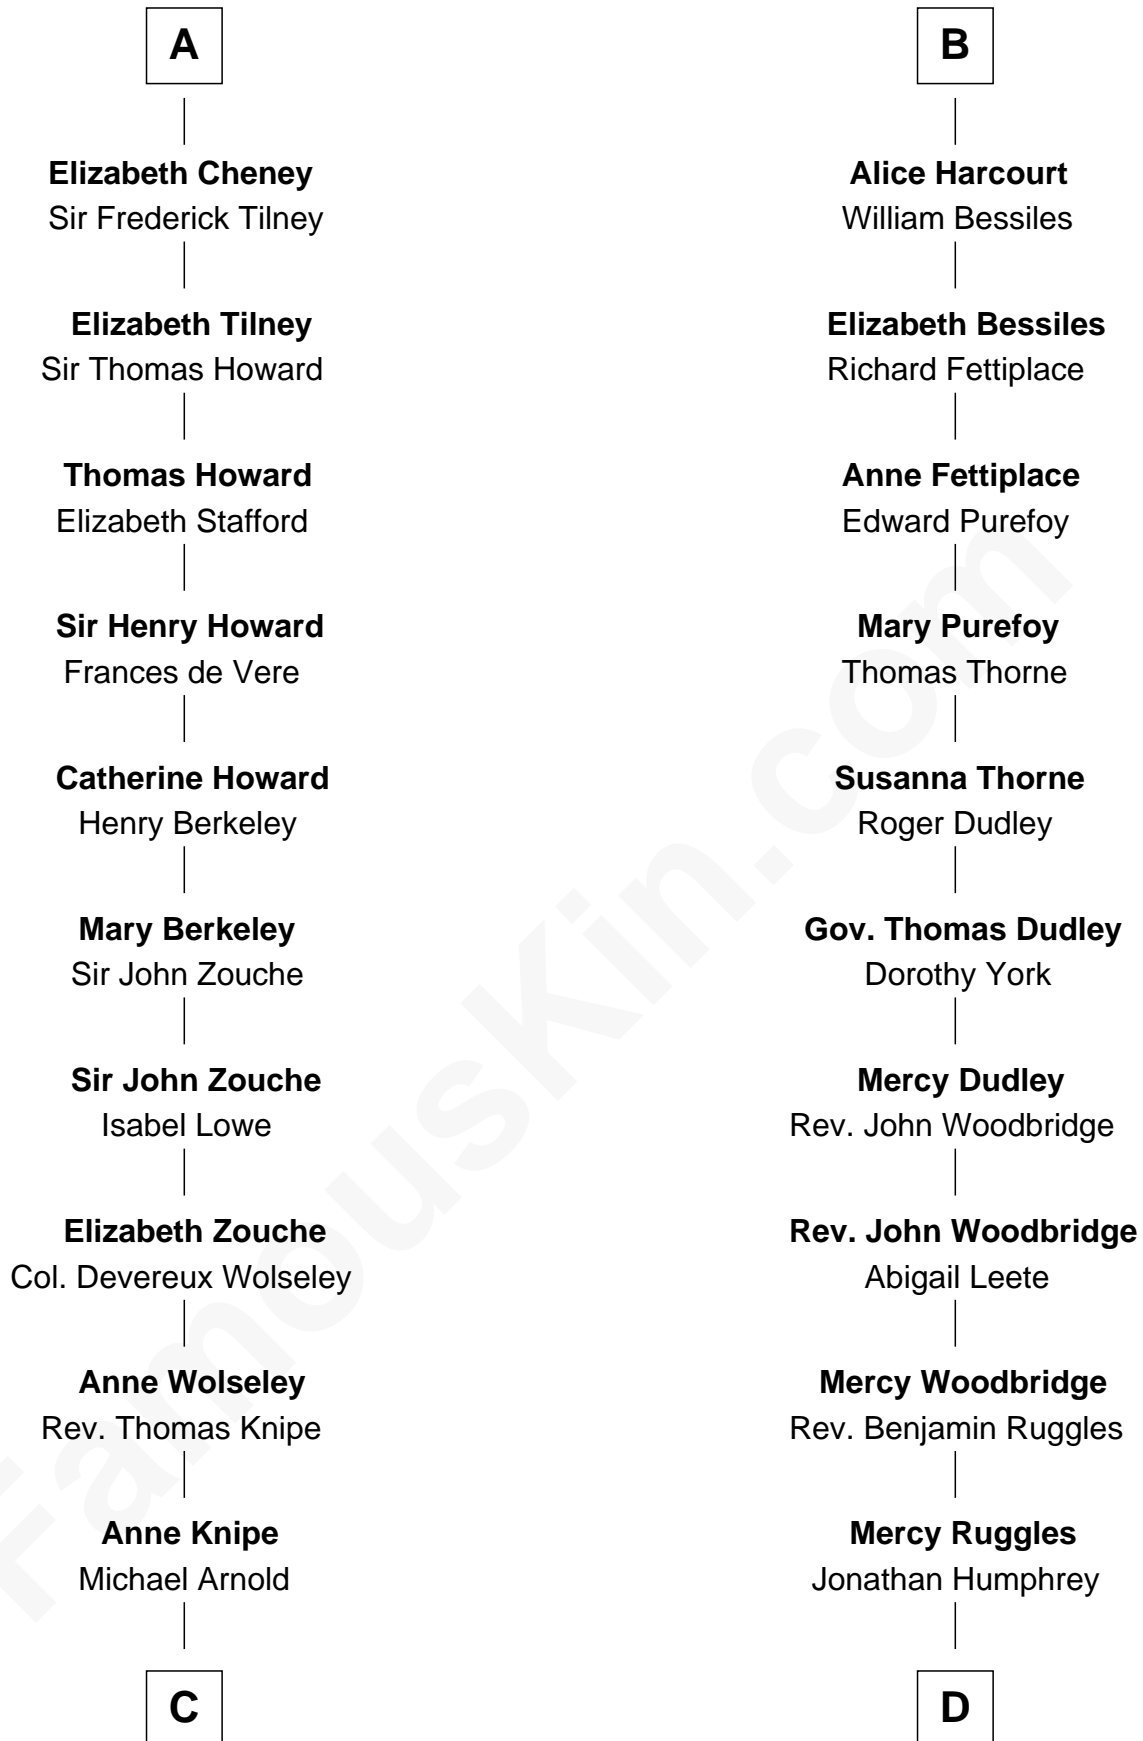 A
Elizabeth Cheney
Sir Frederick Tilney
Elizabeth Tilney
Sir Thomas Howard
Thomas Howard
Elizabeth Stafford
Sir Henry Howard
Frances de Vere
Catherine Howard
Henry Berkeley
Mary Berkeley
Sir John Zouche
Sir John Zouche
Isabel Lowe
Elizabeth Zouche
Col. Devereux Wolseley
Anne Wolseley
Rev. Thomas Knipe
Anne Knipe
Michael Arnold
C
B
Alice Harcourt
William Bessiles
Elizabeth Bessiles
Richard Fettiplace
Anne Fettiplace
Edward Purefoy
Mary Purefoy
Thomas Thorne
Susanna Thorne
Roger Dudley
Gov. Thomas Dudley
Dorothy York
Mercy Dudley
Rev. John Woodbridge
Rev. John Woodbridge
Abigail Leete
Mercy Woodbridge
Rev. Benjamin Ruggles
Mercy Ruggles
Jonathan Humphrey
D
FamousKin.com